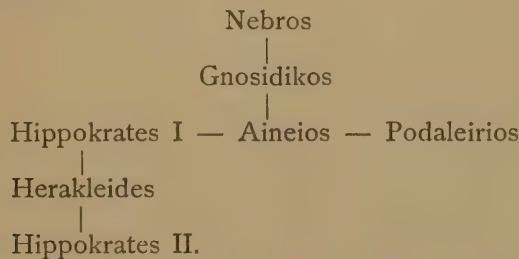 Nebros
Gnosidikos
Hippokrates I — Aineios — Podaleirios
Herakleides
Hippokrates II.